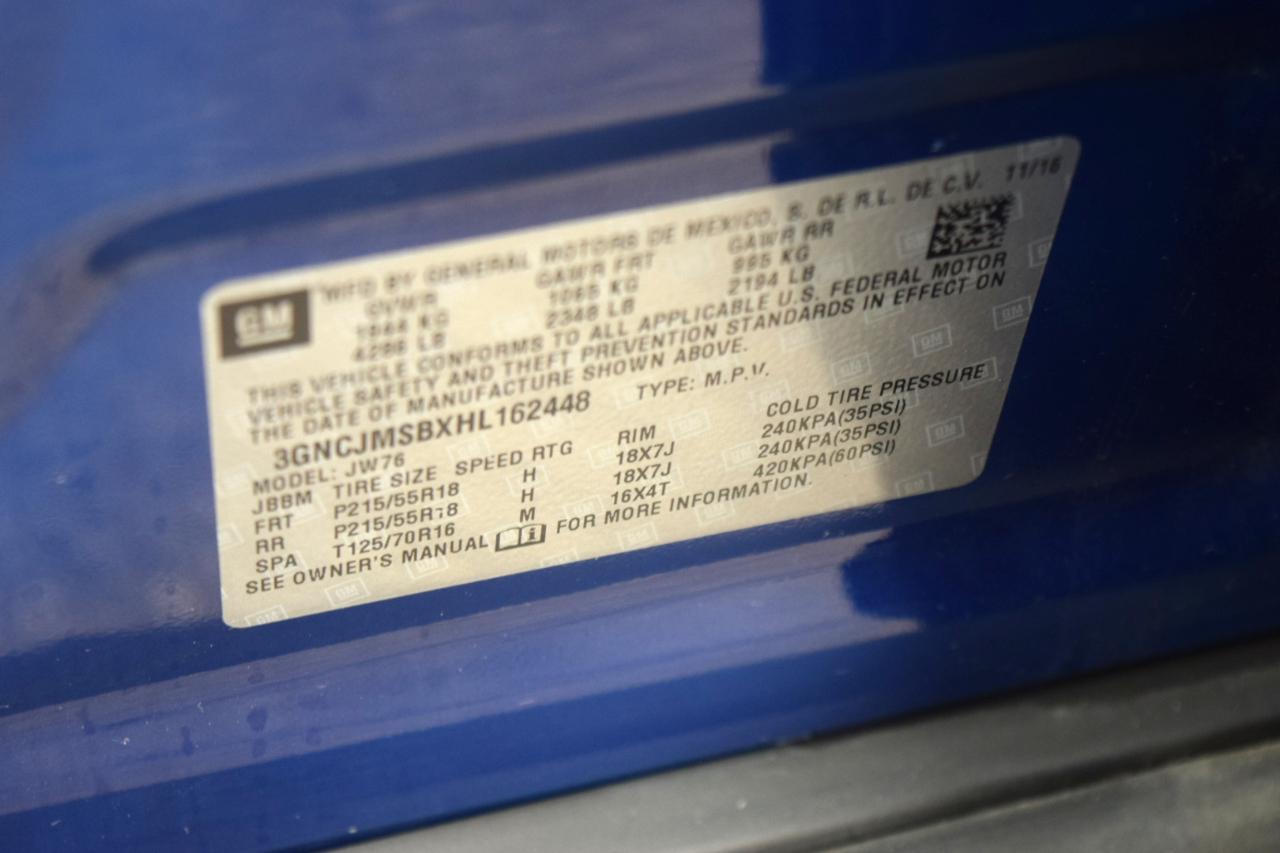 GM
MFD BY GENERAL MOTORS DE MEXICO, S. DE R.L. DE C.V. 11/16
GVWR GAWR FRT GAWR RR
1944 KG 1065 KG 995 KG
4286 LB 2348 LB 2194 LB
THIS VEHICLE CONFORMS TO ALL APPLICABLE U.S. FEDERAL MOTOR
VEHICLE SAFETY AND THEFT PREVENTION STANDARDS IN EFFECT ON
THE DATE OF MANUFACTURE SHOWN ABOVE.
3GNCJMSBXHL162448 TYPE: M.P.V.
MODEL: JW76
JBBM TIRE SIZE SPEED RTG RIM COLD TIRE PRESSURE
FRT P215/55R18 H 18X7J 240KPA(35PSI)
RR P215/55R18 H 18X7J 240KPA(35PSI)
SPA T125/70R16 M 16X4T 420KPA(60PSI)
SEE OWNER'S MANUAL FOR MORE INFORMATION.